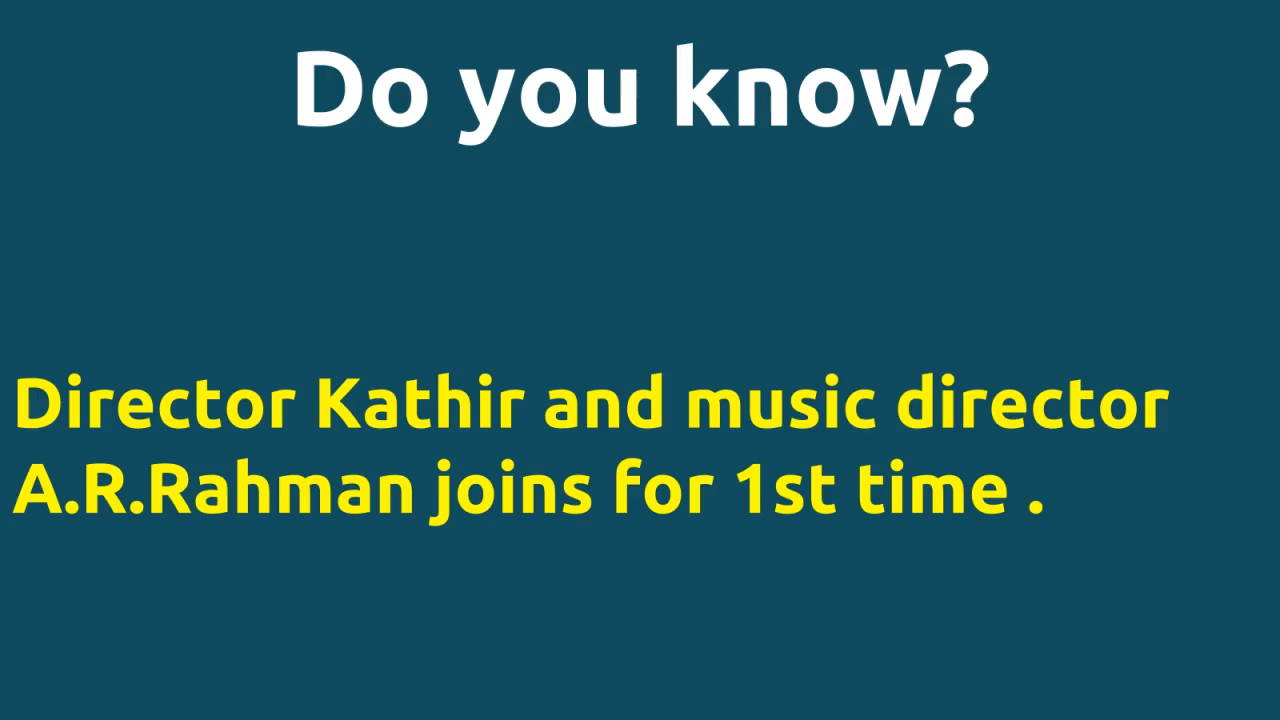 Do you know?
Director Kathir and music director
A.R.Rahman joins for 1st time .